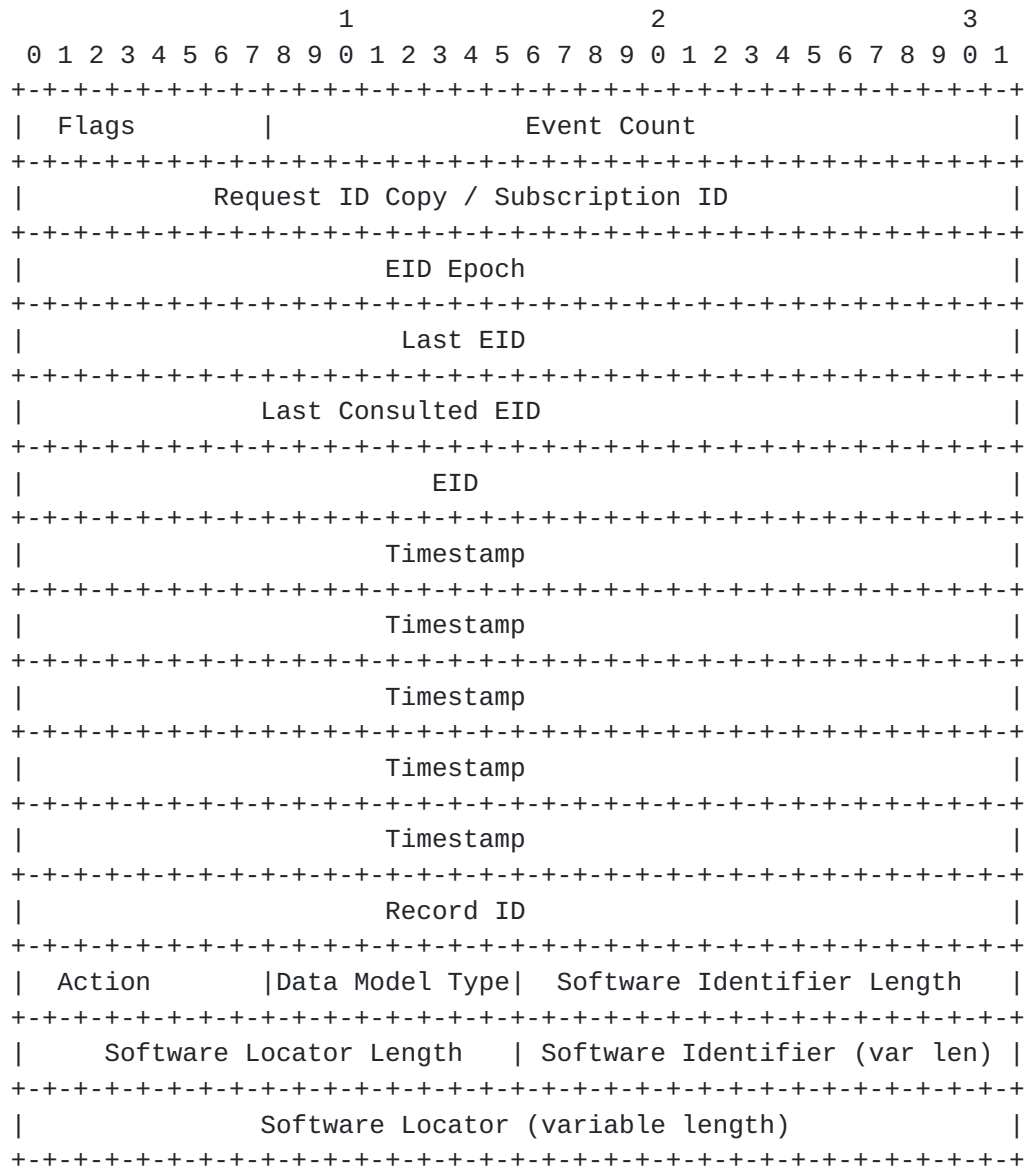 1                   2                   3
 0 1 2 3 4 5 6 7 8 9 0 1 2 3 4 5 6 7 8 9 0 1 2 3 4 5 6 7 8 9 0 1
+-+-+-+-+-+-+-+-+-+-+-+-+-+-+-+-+-+-+-+-+-+-+-+-+-+-+-+-+-+-+-+-+
|  Flags        |                Event Count                    |
+-+-+-+-+-+-+-+-+-+-+-+-+-+-+-+-+-+-+-+-+-+-+-+-+-+-+-+-+-+-+-+-+
|            Request ID Copy / Subscription ID                  |
+-+-+-+-+-+-+-+-+-+-+-+-+-+-+-+-+-+-+-+-+-+-+-+-+-+-+-+-+-+-+-+-+
|                       EID Epoch                               |
+-+-+-+-+-+-+-+-+-+-+-+-+-+-+-+-+-+-+-+-+-+-+-+-+-+-+-+-+-+-+-+-+
|                        Last EID                               |
+-+-+-+-+-+-+-+-+-+-+-+-+-+-+-+-+-+-+-+-+-+-+-+-+-+-+-+-+-+-+-+-+
|               Last Consulted EID                              |
+-+-+-+-+-+-+-+-+-+-+-+-+-+-+-+-+-+-+-+-+-+-+-+-+-+-+-+-+-+-+-+-+
|                          EID                                  |
+-+-+-+-+-+-+-+-+-+-+-+-+-+-+-+-+-+-+-+-+-+-+-+-+-+-+-+-+-+-+-+-+
|                       Timestamp                               |
+-+-+-+-+-+-+-+-+-+-+-+-+-+-+-+-+-+-+-+-+-+-+-+-+-+-+-+-+-+-+-+-+
|                       Timestamp                               |
+-+-+-+-+-+-+-+-+-+-+-+-+-+-+-+-+-+-+-+-+-+-+-+-+-+-+-+-+-+-+-+-+
|                       Timestamp                               |
+-+-+-+-+-+-+-+-+-+-+-+-+-+-+-+-+-+-+-+-+-+-+-+-+-+-+-+-+-+-+-+-+
|                       Timestamp                               |
+-+-+-+-+-+-+-+-+-+-+-+-+-+-+-+-+-+-+-+-+-+-+-+-+-+-+-+-+-+-+-+-+
|                       Timestamp                               |
+-+-+-+-+-+-+-+-+-+-+-+-+-+-+-+-+-+-+-+-+-+-+-+-+-+-+-+-+-+-+-+-+
|                       Record ID                               |
+-+-+-+-+-+-+-+-+-+-+-+-+-+-+-+-+-+-+-+-+-+-+-+-+-+-+-+-+-+-+-+-+
|  Action       |Data Model Type|  Software Identifier Length   |
+-+-+-+-+-+-+-+-+-+-+-+-+-+-+-+-+-+-+-+-+-+-+-+-+-+-+-+-+-+-+-+-+
|     Software Locator Length   | Software Identifier (var len) |
+-+-+-+-+-+-+-+-+-+-+-+-+-+-+-+-+-+-+-+-+-+-+-+-+-+-+-+-+-+-+-+-+
|               Software Locator (variable length)              |
+-+-+-+-+-+-+-+-+-+-+-+-+-+-+-+-+-+-+-+-+-+-+-+-+-+-+-+-+-+-+-+-+